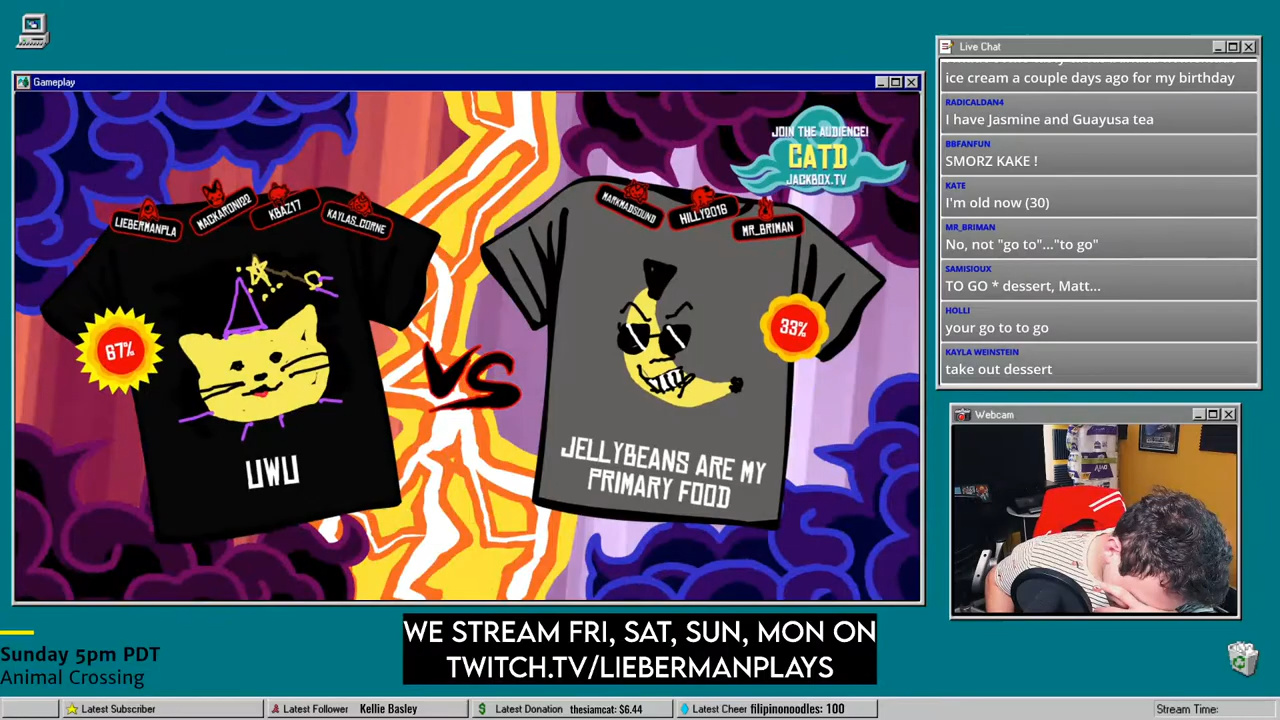 Gameplay
JOIN THE AUDIENCE!
CATD
JACKBOX.TV
LIEBERMANPLA
MACKARONI22
KBAZ17
KAYLAS_CORNE
MARKMADSOUND
HILLY2016
MR_BRIMAN
67%
33%
VS
UWU
JELLYBEANS ARE MY
PRIMARY FOOD
Live Chat
ice cream a couple days ago for my birthday
RADICALDAN4
I have Jasmine and Guayusa tea
BBFANFUN
SMORZ KAKE !
KATE
I'm old now (30)
MR_BRIMAN
No, not "go to"..."to go"
SAMISIOUX
TO GO * dessert, Matt...
HOLLI
your go to to go
KAYLA WEINSTEIN
take out dessert
Webcam
WE STREAM FRI, SAT, SUN, MON ON
TWITCH.TV/LIEBERMANPLAYS
Sunday 5pm PDT
Animal Crossing
Latest Subscriber
Latest Follower Kellie Basley
Latest Donation thesiamcat: $6.44
Latest Cheer filipinonoodles: 100
Stream Time: